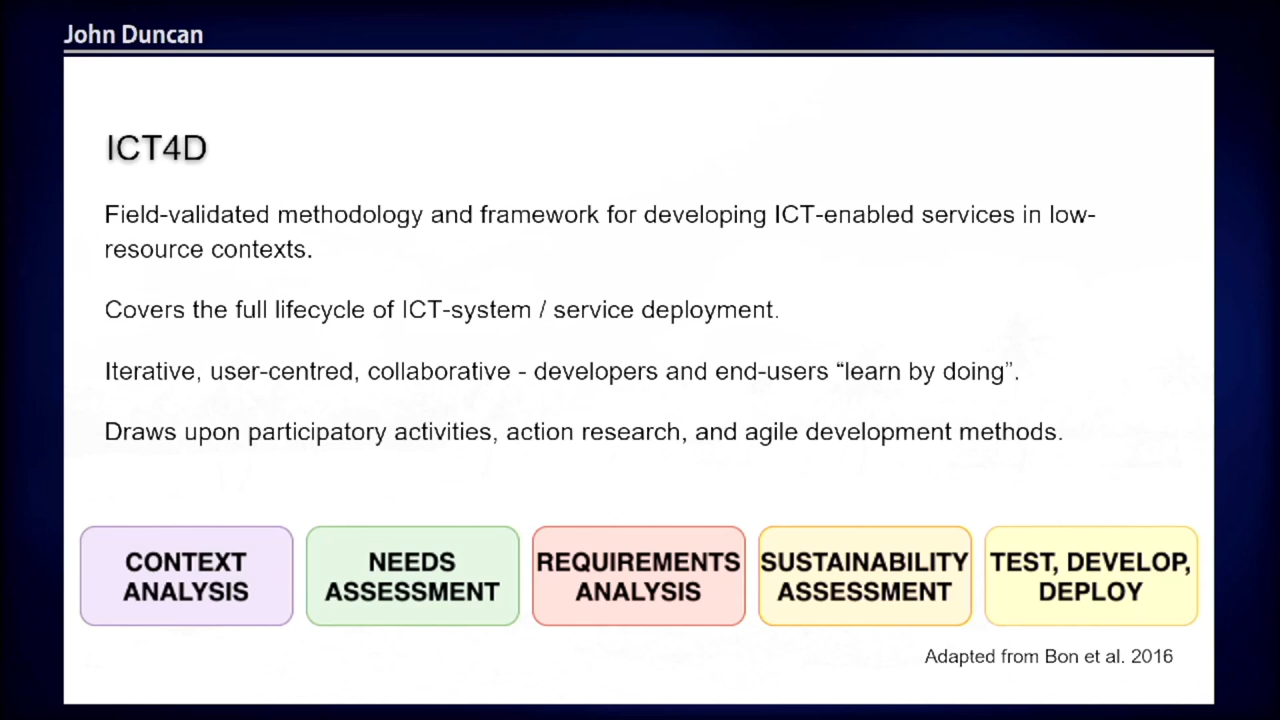 John Duncan
ICT4D
Field-validated methodology and framework for developing ICT-enabled services in low-
resource contexts.
Covers the full lifecycle of ICT-system / service deployment.
Iterative, user-centred, collaborative - developers and end-users “learn by doing”.
Draws upon participatory activities, action research, and agile development methods.
CONTEXT
ANALYSIS
NEEDS
ASSESSMENT
REQUIREMENTS
ANALYSIS
SUSTAINABILITY
ASSESSMENT
TEST, DEVELOP,
DEPLOY
Adapted from Bon et al. 2016